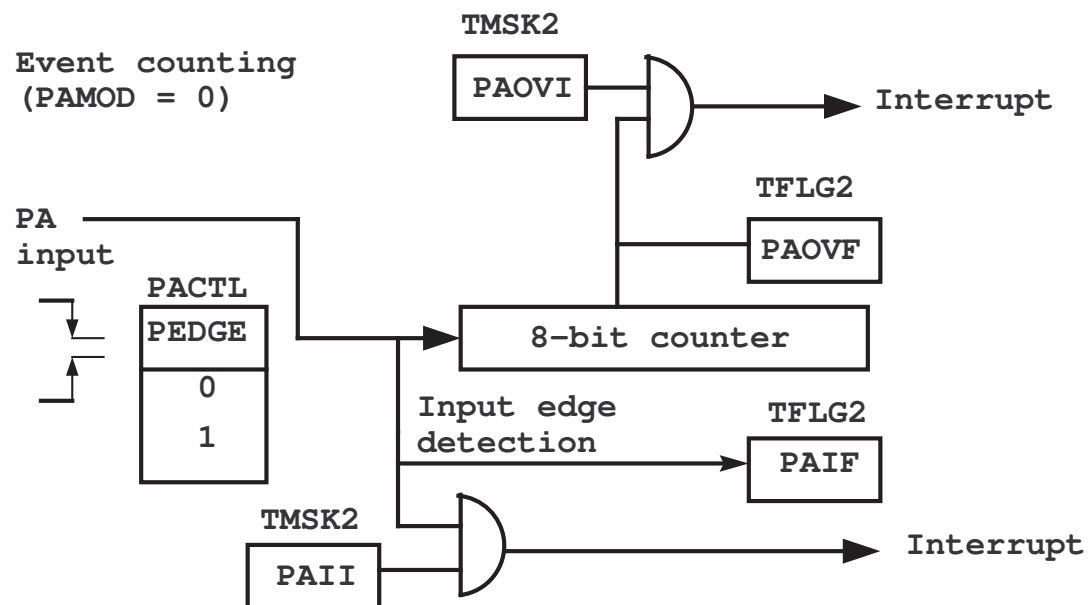 TMSK2
Event counting
(PAMOD = 0)
PAOVI
Interrupt
TFLG2
PA
input
PAOVF
PACTL
PEDGE
8-bit counter
0
1
Input edge
detection
TFLG2
PAIF
TMSK2
PAII
Interrupt